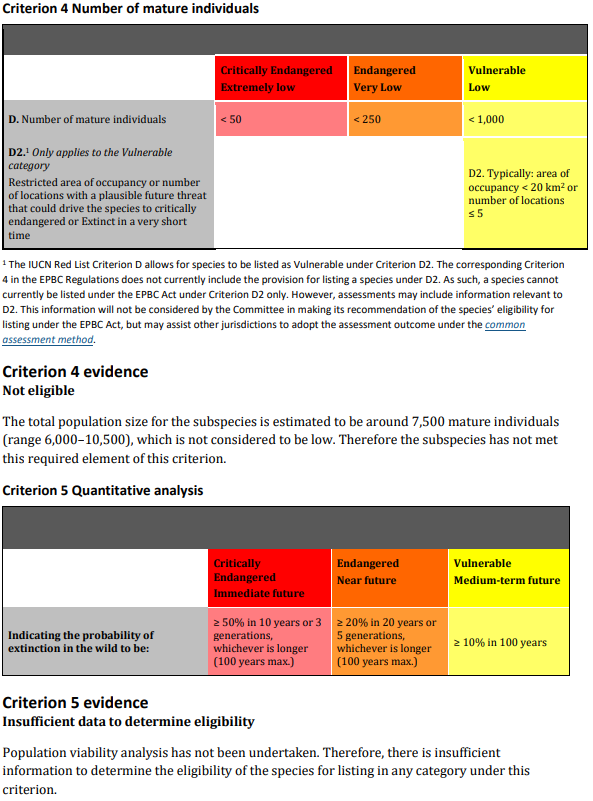 Criterion 4 Number of mature individuals
Critically Endangered
Extremely low
Endangered
Very Low
Vulnerable
Low
D. Number of mature individuals
< 50
< 250
< 1,000
D2.¹ Only applies to the Vulnerable
category
Restricted area of occupancy or number
of locations with a plausible future threat
that could drive the species to critically
endangered or Extinct in a very short
time
D2. Typically: area of
occupancy < 20 km² or
number of locations
≤ 5
¹ The IUCN Red List Criterion D allows for species to be listed as Vulnerable under Criterion D2. The corresponding Criterion
4 in the EPBC Regulations does not currently include the provision for listing a species under D2. As such, a species cannot
currently be listed under the EPBC Act under Criterion D2 only. However, assessments may include information relevant to
D2. This information will not be considered by the Committee in making its recommendation of the species' eligibility for
listing under the EPBC Act, but may assist other jurisdictions to adopt the assessment outcome under the common
assessment method.
Criterion 4 evidence
Not eligible
The total population size for the subspecies is estimated to be around 7,500 mature individuals
(range 6,000–10,500), which is not considered to be low. Therefore the subspecies has not met
this required element of this criterion.
Criterion 5 Quantitative analysis
Critically
Endangered
Immediate future
Endangered
Near future
Vulnerable
Medium-term future
Indicating the probability of
extinction in the wild to be:
≥ 50% in 10 years or 3
generations,
whichever is longer
(100 years max.)
≥ 20% in 20 years or
5 generations,
whichever is longer
(100 years max.)
≥ 10% in 100 years
Criterion 5 evidence
Insufficient data to determine eligibility
Population viability analysis has not been undertaken. Therefore, there is insufficient
information to determine the eligibility of the species for listing in any category under this
criterion.